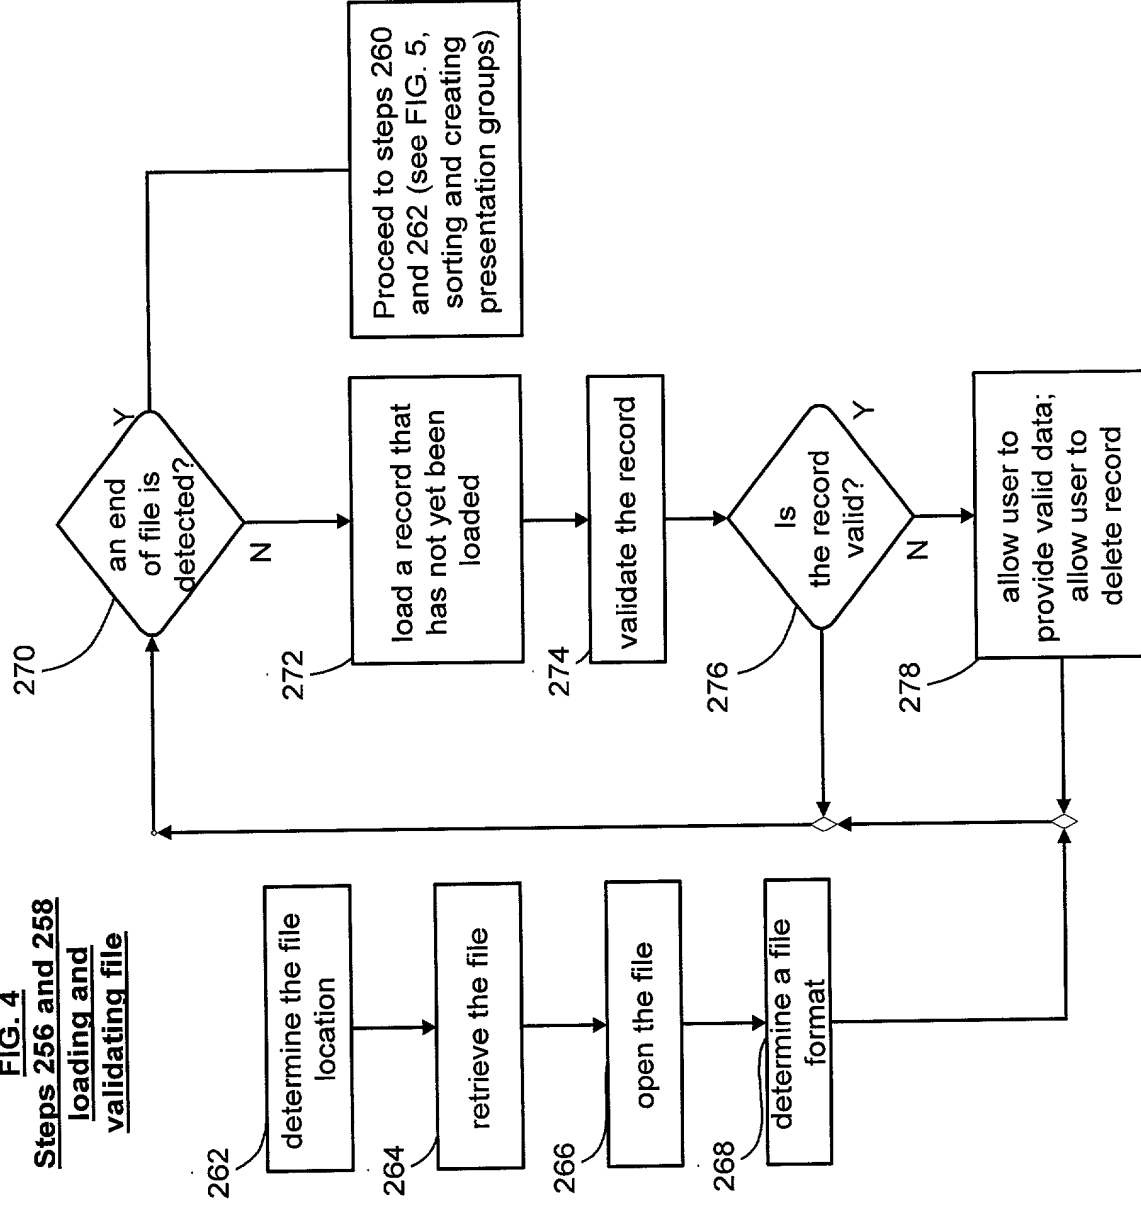 FIG. 4
Steps 256 and 258
loading and
validating file
262
determine the file
location
264
retrieve the file
266
open the file
268
determine a file
format
270
an end
of file is
detected?
Y
N
Proceed to steps 260
and 262 (see FIG. 5,
sorting and creating
presentation groups)
272
load a record that
has not yet been
loaded
274
validate the record
276
Is
the record
valid?
Y
N
278
allow user to
provide valid data;
allow user to
delete record